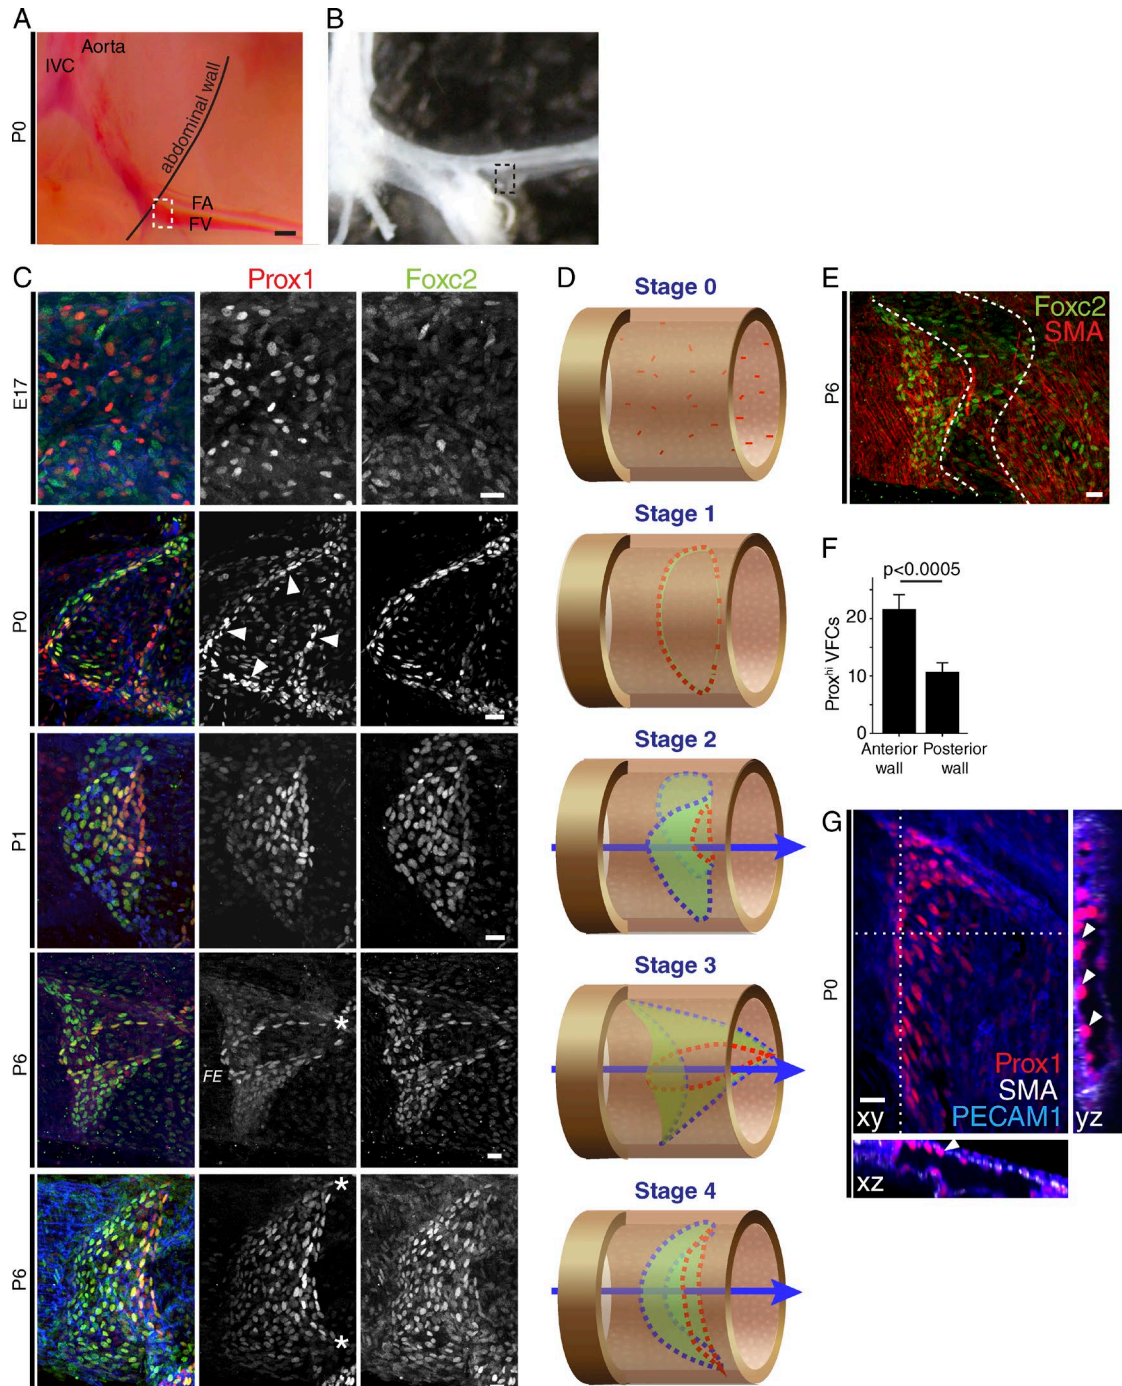 A
Aorta
IVC
abdominal wall
FA
FV
P0
B
C
Prox1
Foxc2
E17
P0
P1
P6
FE
*
P6
*
*
D
Stage 0
Stage 1
Stage 2
Stage 3
Stage 4
E
Foxc2
SMA
P6
F
p<0.0005
20
10
0
Proxhi VFCs
Anterior wall
Posterior wall
G
P0
Prox1
SMA
PECAM1
xy
yz
xz